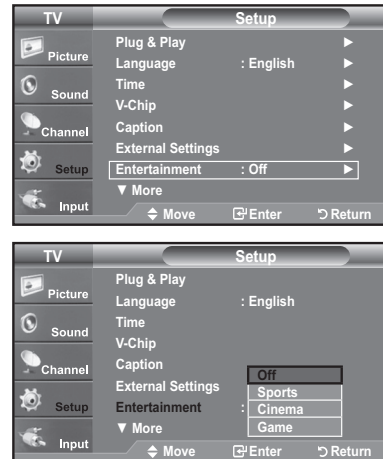 TV Setup
Picture
Sound
Channel
Setup
Input
Plug & Play ►
Language : English ►
Time ►
V-Chip ►
Caption ►
External Settings ►
Entertainment : Off ►
▼ More
Move Enter Return
TV Setup
Picture
Sound
Channel
Setup
Input
Plug & Play
Language : English
Time
V-Chip
Caption
External Settings
Entertainment :
▼ More
Off
Sports
Cinema
Game
Move Enter Return